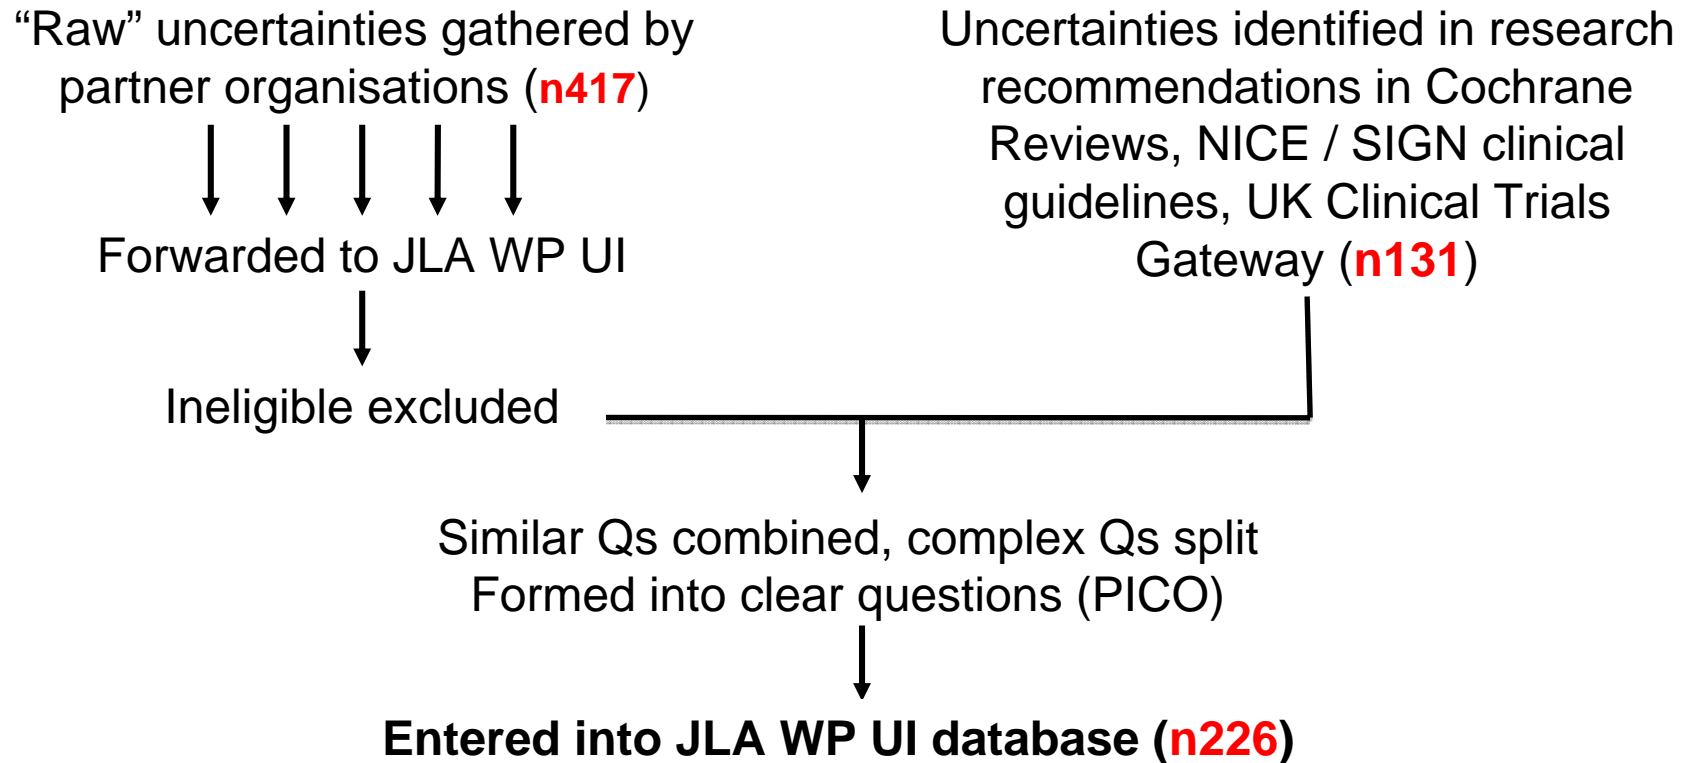 “Raw” uncertainties gathered by
partner organisations (n417)
Forwarded to JLA WP UI
Ineligible excluded
Uncertainties identified in research
recommendations in Cochrane
Reviews, NICE / SIGN clinical
guidelines, UK Clinical Trials
Gateway (n131)
Similar Qs combined, complex Qs split
Formed into clear questions (PICO)
Entered into JLA WP UI database (n226)